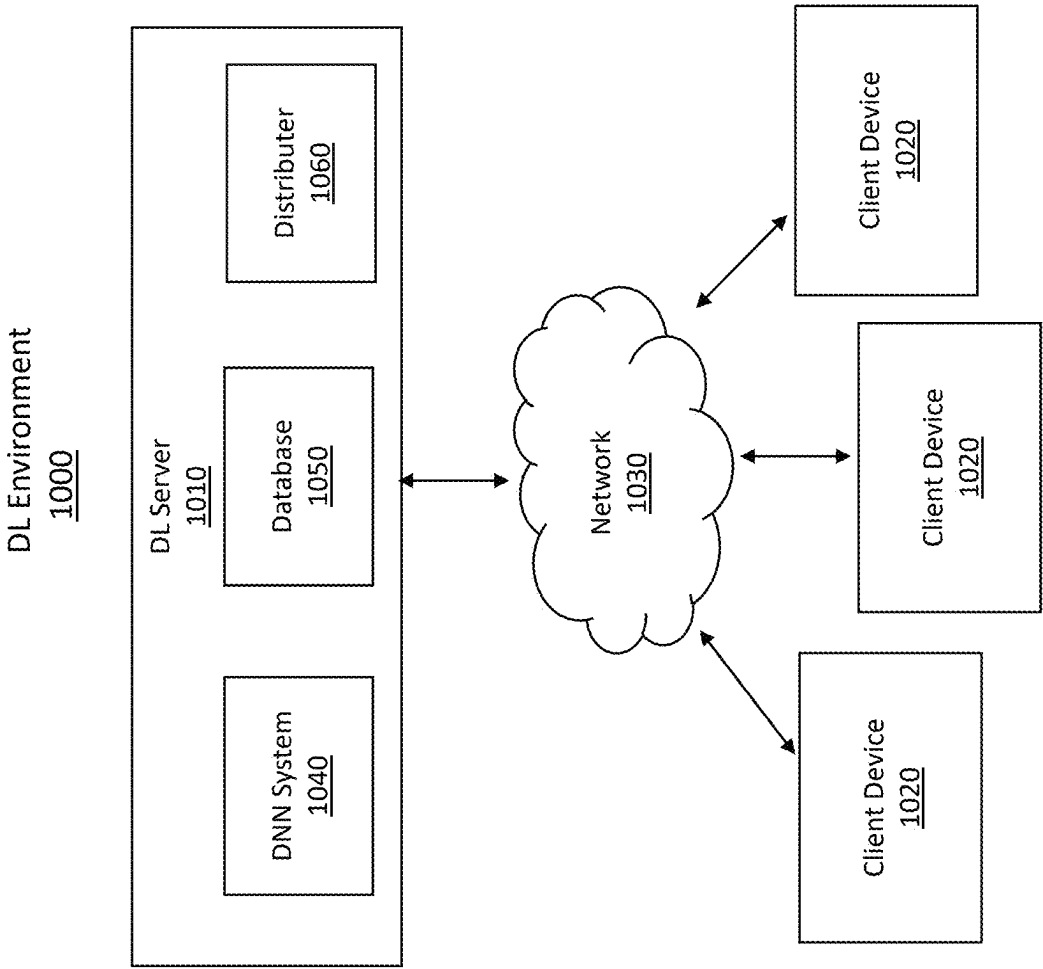 DL Environment
1000
DL Server
1010
DNN System
1040
Database
1050
Distributer
1060
Network
1030
Client Device
1020
Client Device
1020
Client Device
1020